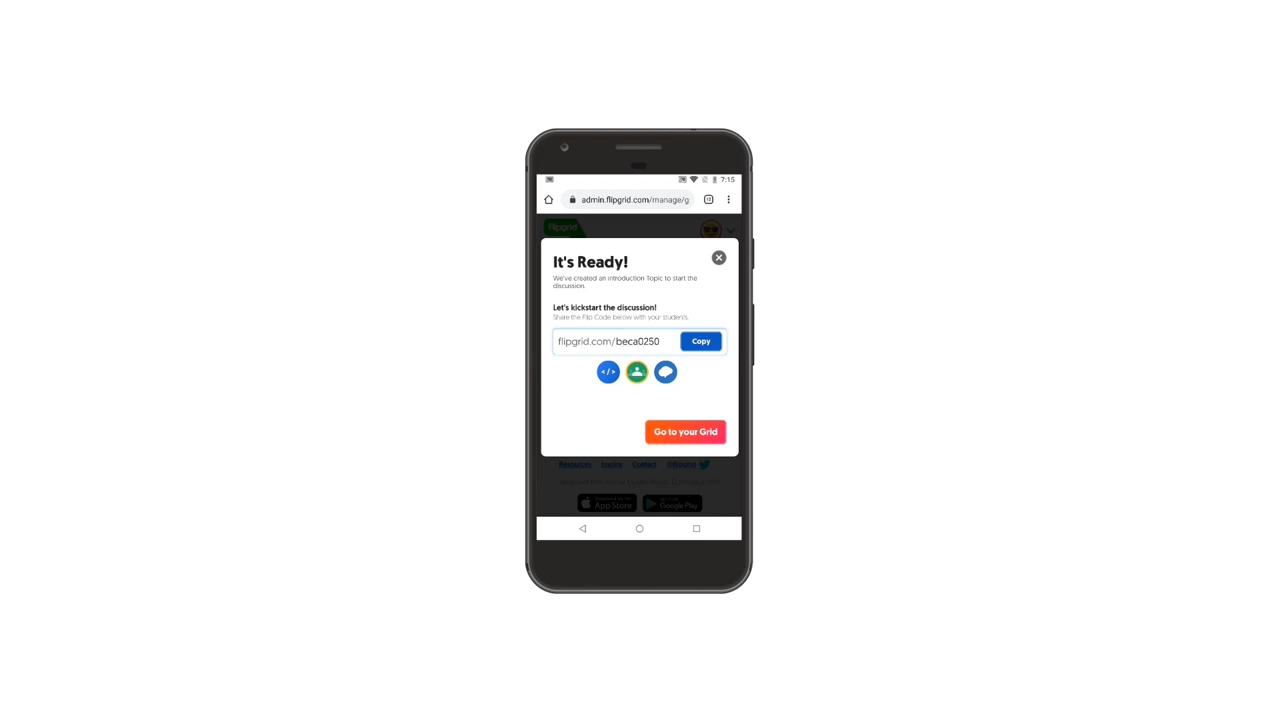 7:15
admin.flipgrid.com/manage/g
Flipgrid
It's Ready!
We've created an introduction Topic to start the
discussion.
Let's kickstart the discussion!
Share the Flip Code below with your students.
flipgrid.com/beca0250
Copy
</>
Go to your Grid
Resources Contact
App Store
Google Play